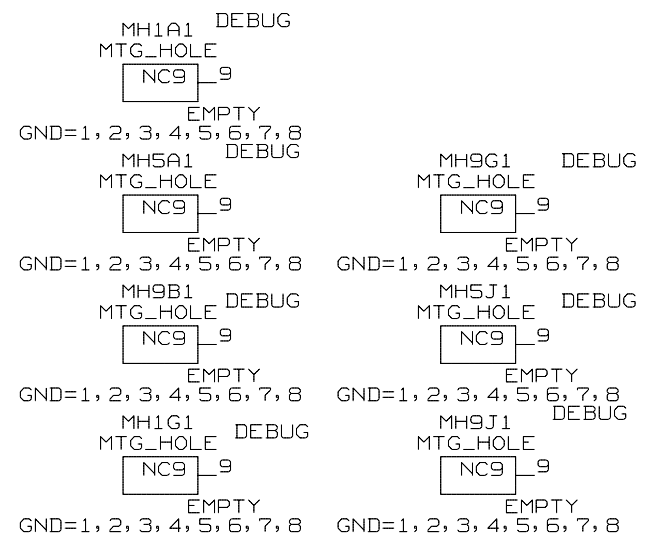 DEBUG
MH1A1
MTG_HOLE
NC9 9
EMPTY
GND=1,2,3,4,5,6,7,8
DEBUG
MH5A1
MTG_HOLE
NC9 9
EMPTY
GND=1,2,3,4,5,6,7,8
MH9B1 DEBUG
MTG_HOLE
NC9 9
EMPTY
GND=1,2,3,4,5,6,7,8
MH1G1 DEBUG
MTG_HOLE
NC9 9
EMPTY
GND=1,2,3,4,5,6,7,8
MH9G1 DEBUG
MTG_HOLE
NC9 9
EMPTY
GND=1,2,3,4,5,6,7,8
MH5J1 DEBUG
MTG_HOLE
NC9 9
EMPTY
GND=1,2,3,4,5,6,7,8
DEBUG
MH9J1
MTG_HOLE
NC9 9
EMPTY
GND=1,2,3,4,5,6,7,8